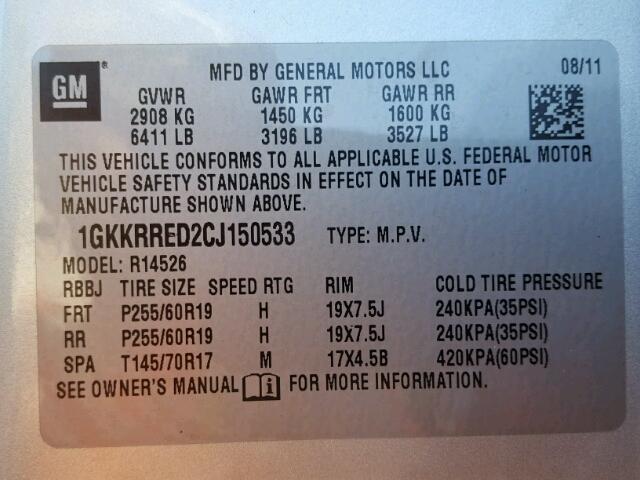 GM ® MFD BY GENERAL MOTORS LLC 08/11
GVWR GAWR FRT GAWR RR
2908 KG 1450 KG 1600 KG
6411 LB 3196 LB 3527 LB
THIS VEHICLE CONFORMS TO ALL APPLICABLE U.S. FEDERAL MOTOR
VEHICLE SAFETY STANDARDS IN EFFECT ON THE DATE OF
MANUFACTURE SHOWN ABOVE.
1GKKRRED2CJ150533 TYPE: M.P.V.
MODEL: R14526
RBBJ TIRE SIZE SPEED RTG RIM COLD TIRE PRESSURE
FRT P255/60R19 H 19X7.5J 240KPA(35PSI)
RR P255/60R19 H 19X7.5J 240KPA(35PSI)
SPA T145/70R17 M 17X4.5B 420KPA(60PSI)
SEE OWNER'S MANUAL FOR MORE INFORMATION.